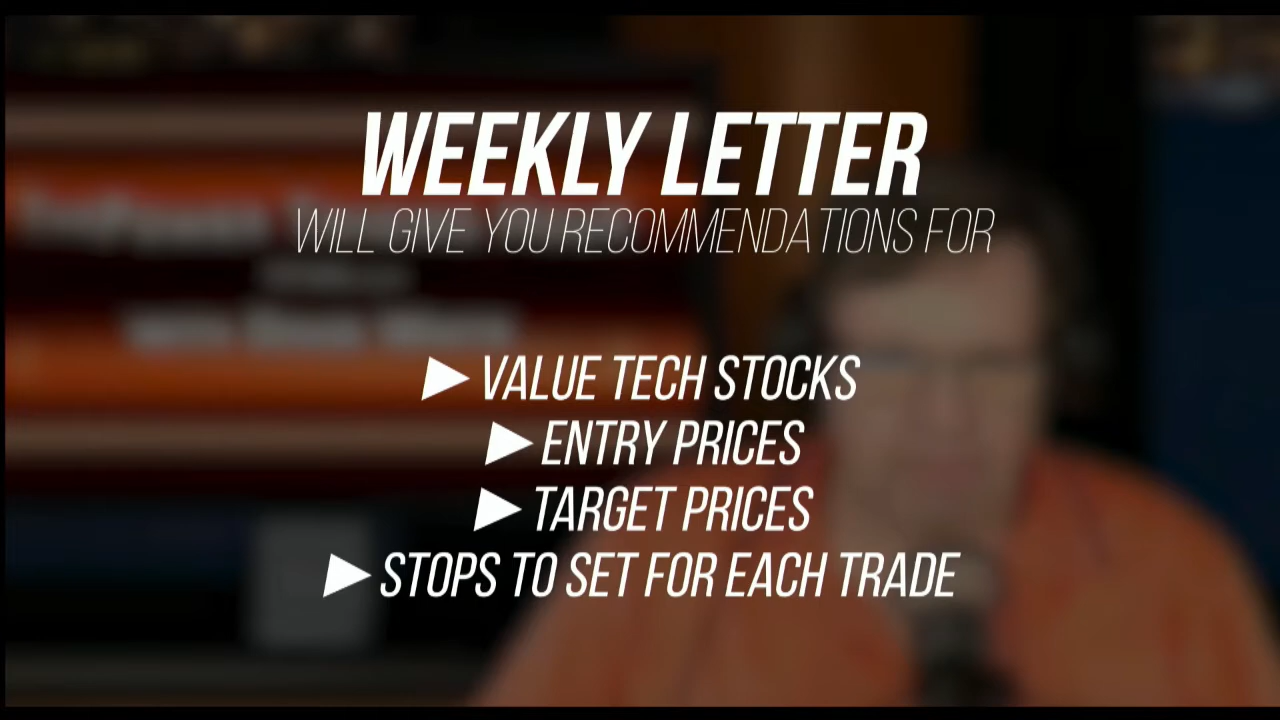 WEEKLY LETTER
WILL GIVE YOU RECOMMENDATIONS FOR
▶ VALUE TECH STOCKS
▶ ENTRY PRICES
▶ TARGET PRICES
▶ STOPS TO SET FOR EACH TRADE